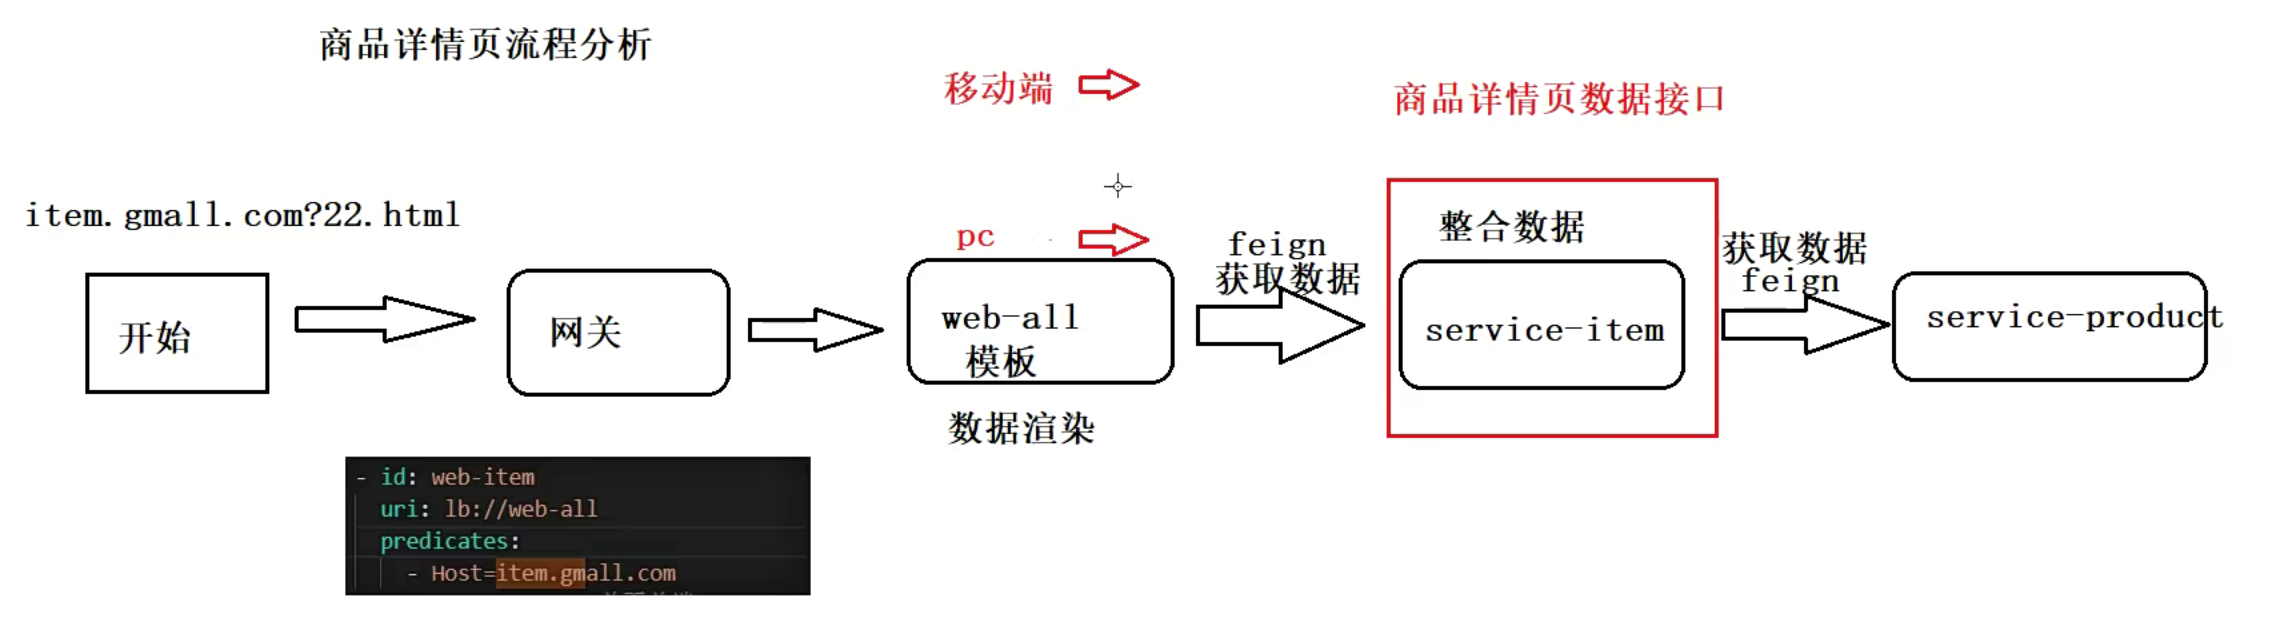 商品详情页流程分析
移动端
商品详情页数据接口
item.gmall.com?22.html
pc
feign
获取数据
整合数据
获取数据
feign
开始
网关
web-all
模板
service-item
service-product
数据渲染
- id: web-item
uri: lb://web-all
predicates:
- Host=item.gmall.com